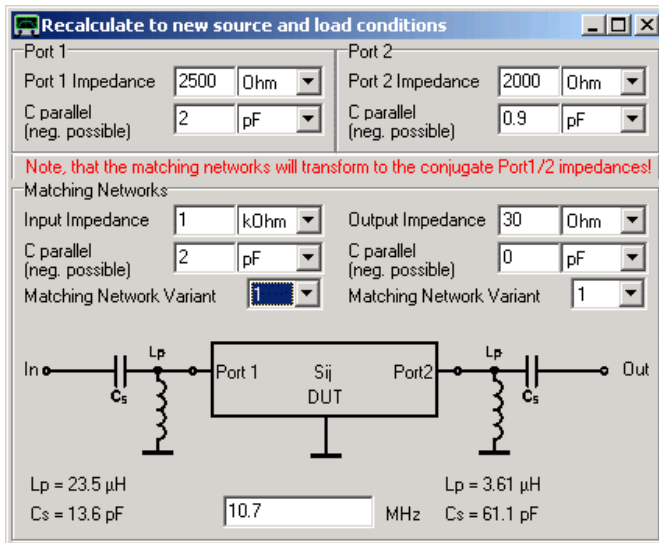 Recalculate to new source and load conditions
Port 1
Port 1 Impedance 2500 Ohm
C parallel
(neg. possible) 2 pF
Port 2
Port 2 Impedance 2000 Ohm
C parallel
(neg. possible) 0.9 pF
Note, that the matching networks will transform to the conjugate Port1/2 impedances!
Matching Networks
Input Impedance 1 kOhm
Output Impedance 30 Ohm
C parallel
(neg. possible) 2 pF
C parallel
(neg. possible) 0 pF
Matching Network Variant 1
Matching Network Variant 1
In
Cs
Lp
Port 1
Sij
DUT
Port2
Lp
Cs
Out
Lp = 23.5 µH
Cs = 13.6 pF
10.7 MHz
Lp = 3.61 µH
Cs = 61.1 pF